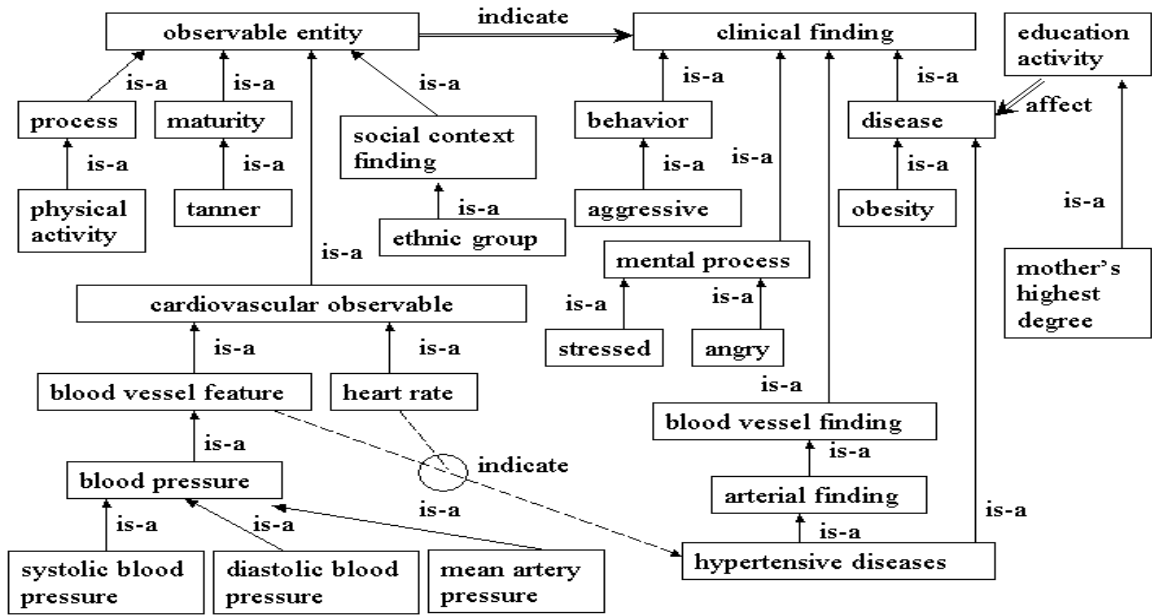 indicate
observable entity
clinical finding
education
activity
is-a
is-a
is-a
is-a
is-a
affect
process
maturity
social context
finding
behavior
disease
is-a
is-a
is-a
is-a
is-a
is-a
is-a
physical
activity
tanner
ethnic group
aggressive
obesity
is-a
mental process
mother's
highest
degree
cardiovascular observable
is-a
is-a
is-a
is-a
stressed
angry
blood vessel feature
heart rate
is-a
blood vessel finding
is-a
is-a
blood pressure
indicate
arterial finding
is-a
is-a
is-a
is-a
is-a
hypertensive diseases
systolic blood
pressure
diastolic blood
pressure
mean artery
pressure